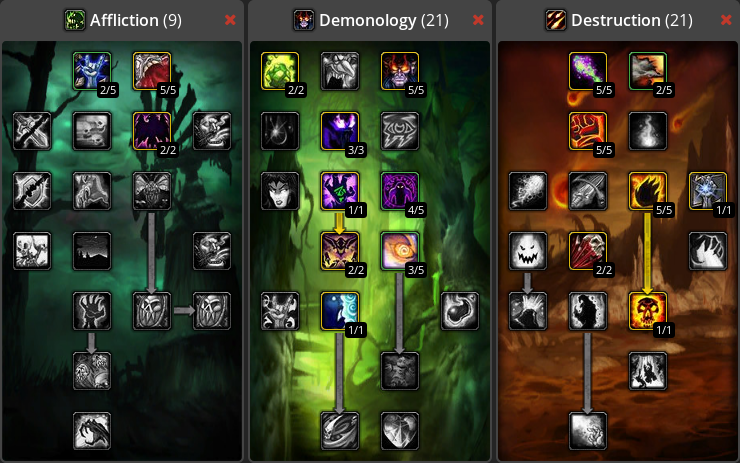 Affliction (9)
Demonology (21)
Destruction (21)
2/5 5/5 2/2 5/5 5/5 2/5
2/2 3/3 5/5
1/1 4/5 5/5 1/1
2/2 3/5 2/2
1/1 1/1